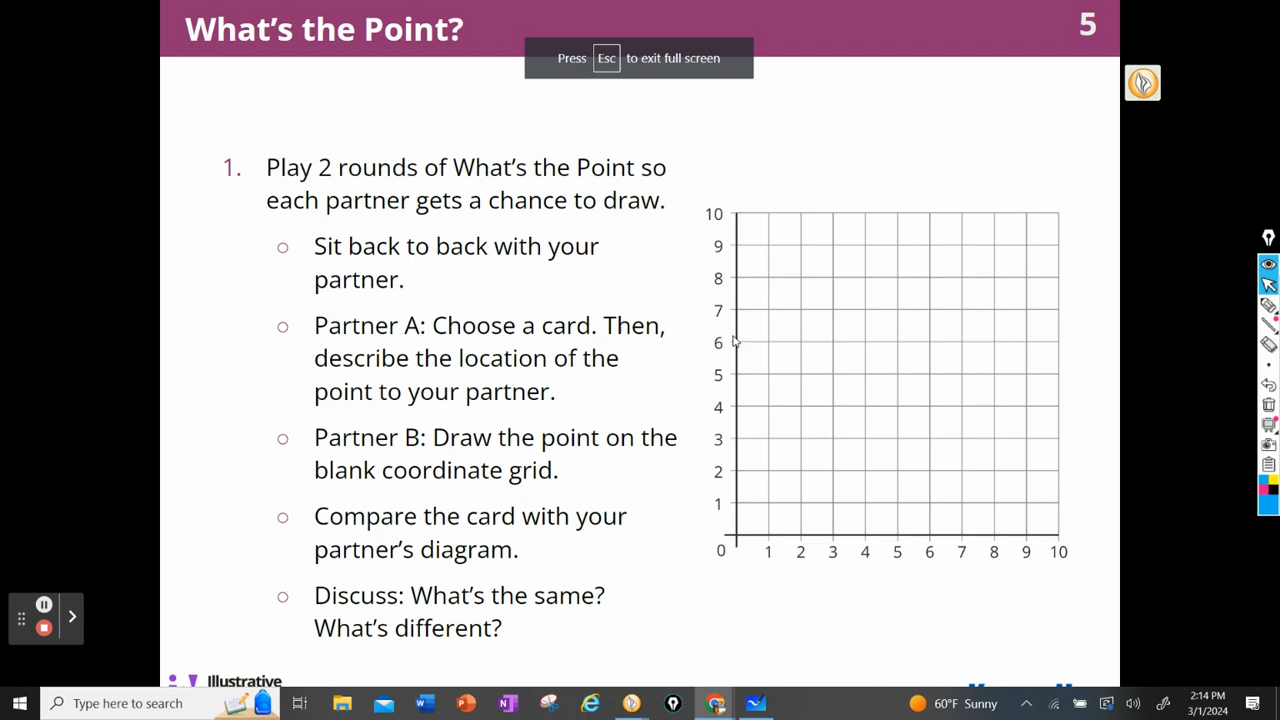 What's the Point?
5
Press Esc to exit full screen
1. Play 2 rounds of What's the Point so
each partner gets a chance to draw.
○ Sit back to back with your
partner.
○ Partner A: Choose a card. Then,
describe the location of the
point to your partner.
○ Partner B: Draw the point on the
blank coordinate grid.
○ Compare the card with your
partner's diagram.
○ Discuss: What's the same?
What's different?
10
9
8
7
6
5
4
3
2
1
0 1 2 3 4 5 6 7 8 9 10
Illustrative
Type here to search
60°F Sunny
2:14 PM
3/1/2024